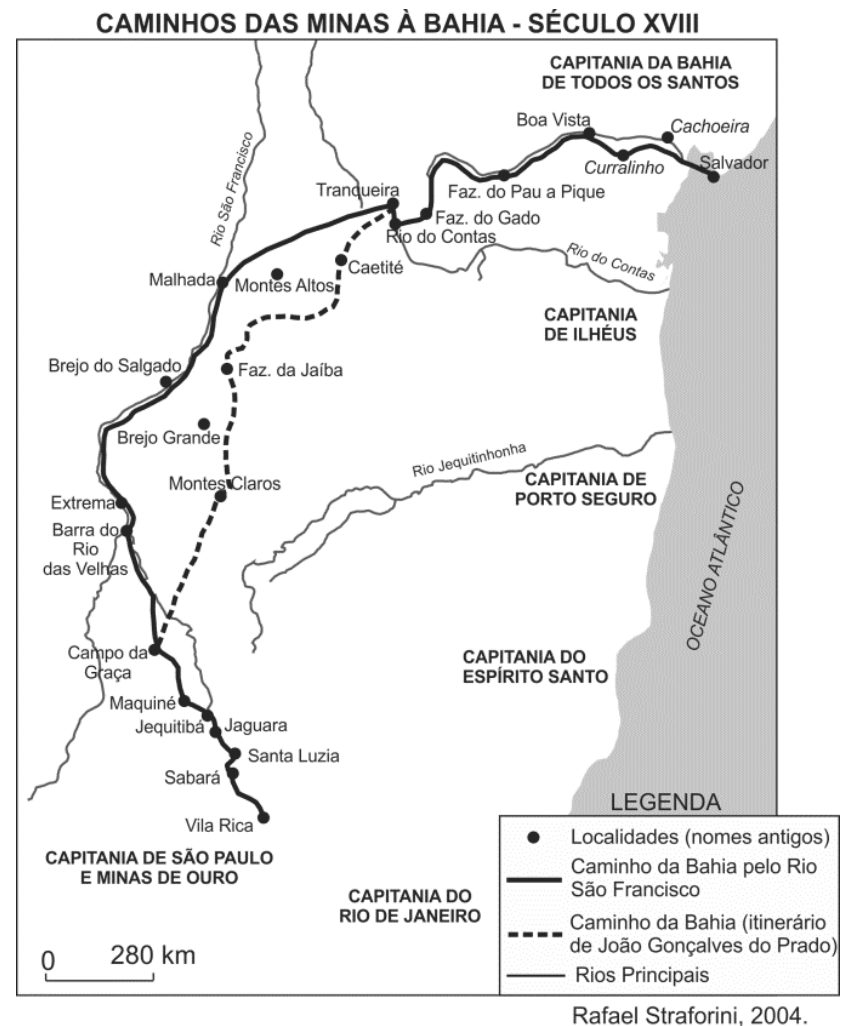 CAMINHOS DAS MINAS À BAHIA - SÉCULO XVIII
CAPITANIA DA BAHIA
DE TODOS OS SANTOS
Boa Vista
Cachoeira
Curralinho
Salvador
Rio São Francisco
Tranqueira
Faz. do Pau a Pique
Faz. do Gado
Rio do Contas
Rio do Contas
Caetité
Malhada
Montes Altos
CAPITANIA
DE ILHÉUS
Brejo do Salgado
Faz. da Jaíba
Brejo Grande
Rio Jequitinhonha
Montes Claros
CAPITANIA DE
PORTO SEGURO
Extrema
Barra do
Rio
das Velhas
OCEANO ATLÂNTICO
Campo da
Graça
CAPITANIA DO
ESPÍRITO SANTO
Maquiné
Jequitibá
Jaguara
Santa Luzia
Sabará
Vila Rica
CAPITANIA DE SÃO PAULO
E MINAS DE OURO
CAPITANIA DO
RIO DE JANEIRO
0 280 km
LEGENDA
Localidades (nomes antigos)
Caminho da Bahia pelo Rio
São Francisco
Caminho da Bahia (itinerário
de João Gonçalves do Prado)
Rios Principais
Rafael Straforini, 2004.